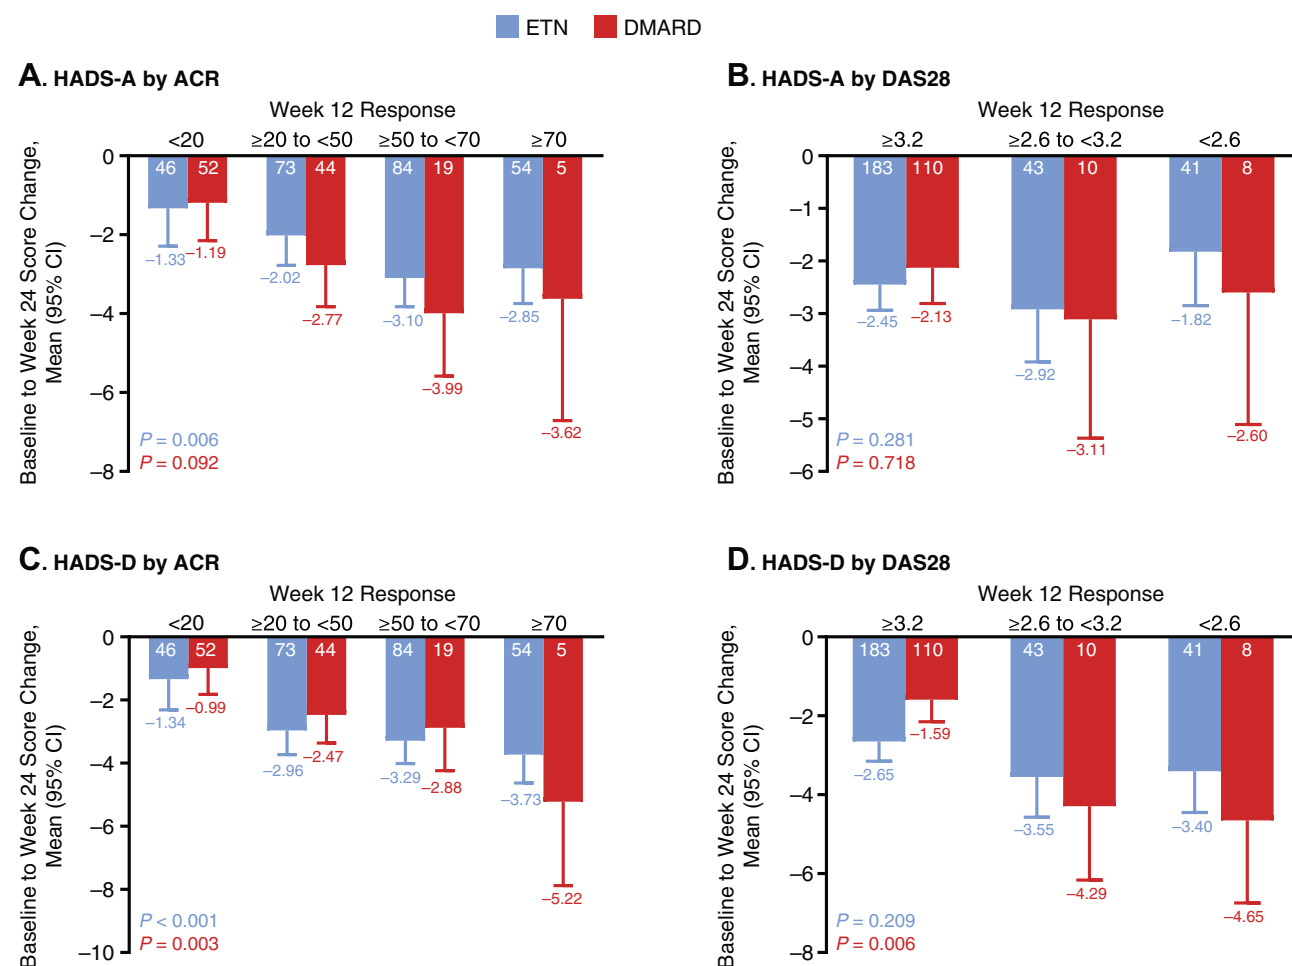 ETN DMARD
A. HADS-A by ACR
Week 12 Response
<20 ≥20 to <50 ≥50 to <70 ≥70
Baseline to Week 24 Score Change,
Mean (95% CI)
0
–2
–4
–6
–8
46 52 73 44 84 19 54 5
–1.33 –1.19 –2.02 –2.77 –3.10 –3.99 –2.85 –3.62
P = 0.006
P = 0.092
B. HADS-A by DAS28
Week 12 Response
≥3.2 ≥2.6 to <3.2 <2.6
Baseline to Week 24 Score Change,
Mean (95% CI)
0
–1
–2
–3
–4
–5
–6
183 110 43 10 41 8
–2.45 –2.13 –2.92 –3.11 –1.82 –2.60
P = 0.281
P = 0.718
C. HADS-D by ACR
Week 12 Response
<20 ≥20 to <50 ≥50 to <70 ≥70
Baseline to Week 24 Score Change,
Mean (95% CI)
0
–2
–4
–6
–8
–10
46 52 73 44 84 19 54 5
–1.34 –0.99 –2.96 –2.47 –3.29 –2.88 –3.73 –5.22
P < 0.001
P = 0.003
D. HADS-D by DAS28
Week 12 Response
≥3.2 ≥2.6 to <3.2 <2.6
Baseline to Week 24 Score Change,
Mean (95% CI)
0
–2
–4
–6
–8
183 110 43 10 41 8
–2.65 –1.59 –3.55 –4.29 –3.40 –4.65
P = 0.209
P = 0.006